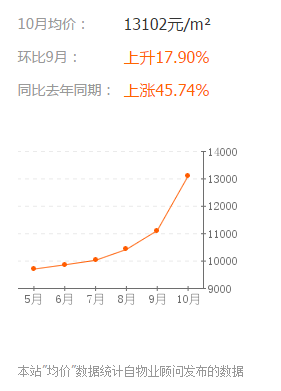 10月均价： 13102元/m²
环比9月： 上升17.90%
同比去年同期： 上涨45.74%
14000
13000
12000
11000
10000
9000
5月 6月 7月 8月 9月 10月
本站“均价”数据统计自物业顾问发布的数据